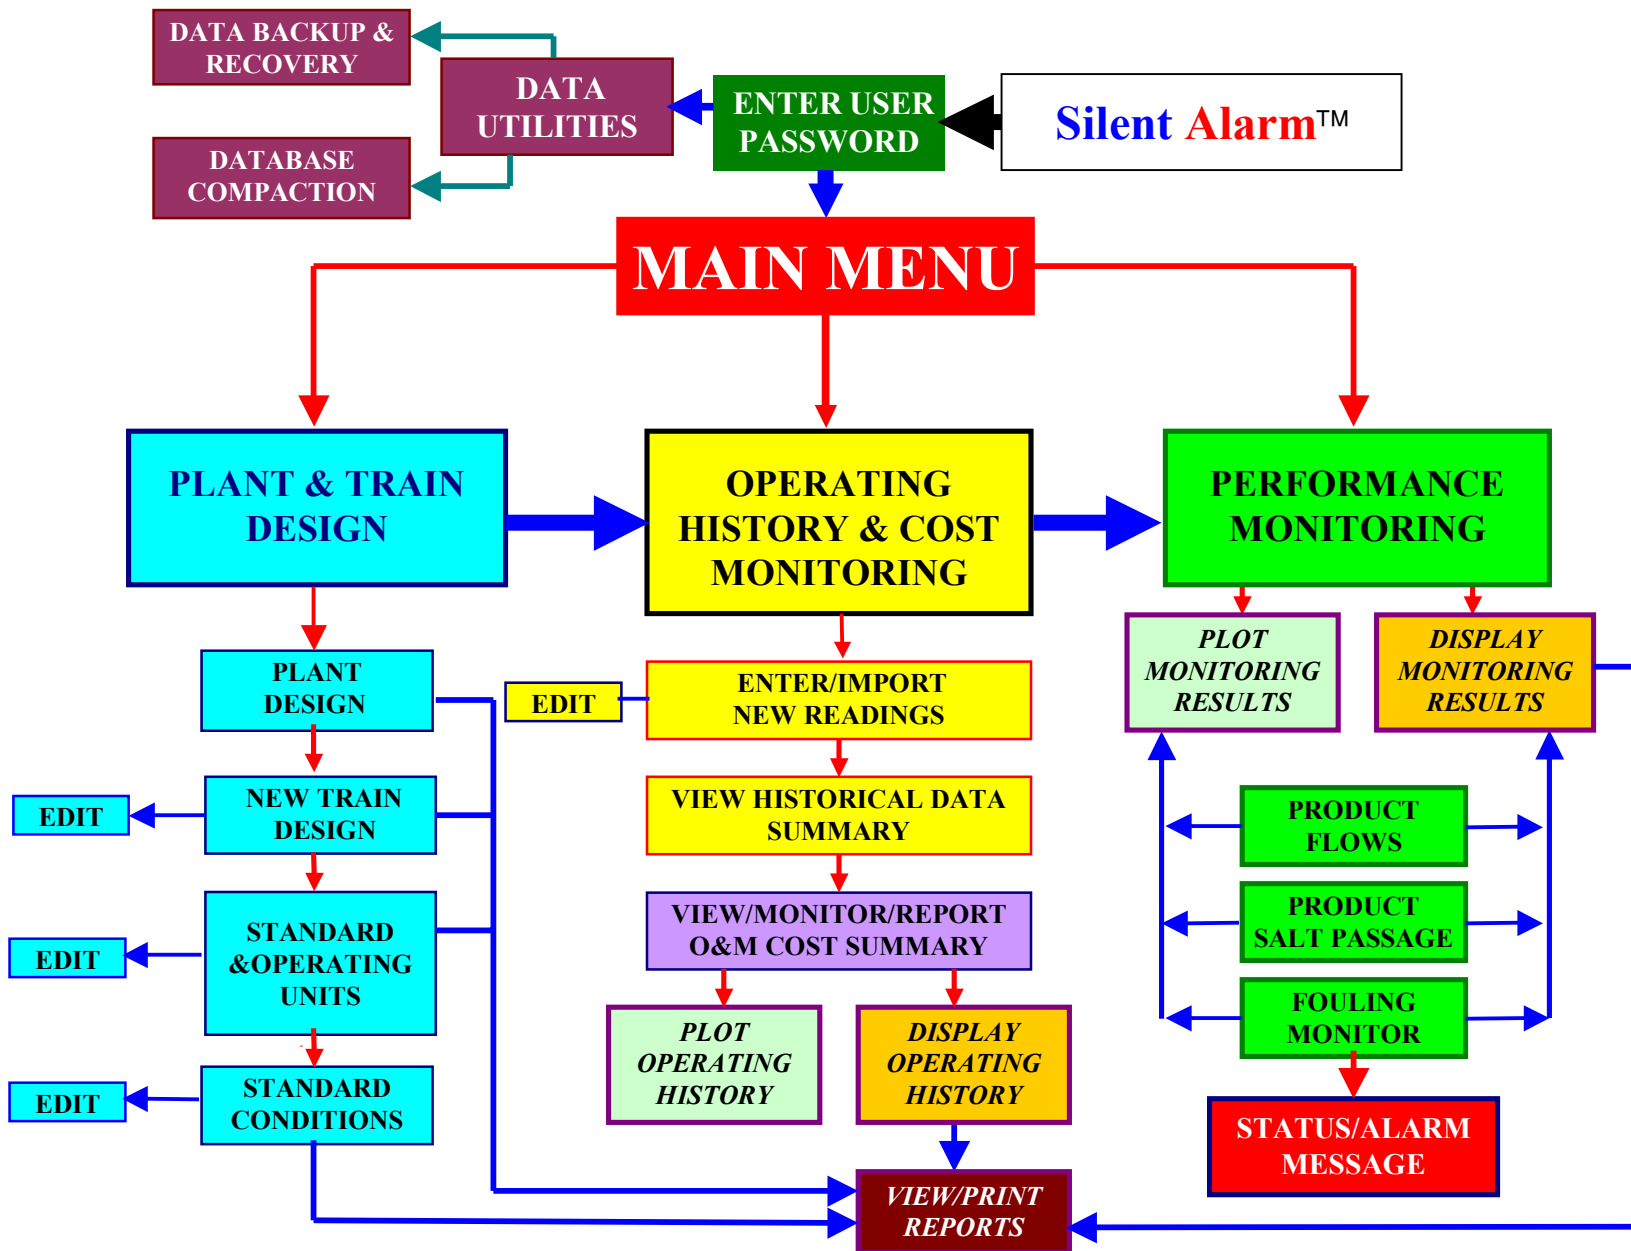 DATA BACKUP &
RECOVERY
DATA
UTILITIES
ENTER USER
PASSWORD
Silent Alarm™
DATABASE
COMPACTION
MAIN MENU
PLANT & TRAIN
DESIGN
OPERATING
HISTORY & COST
MONITORING
PERFORMANCE
MONITORING
PLANT
DESIGN
NEW TRAIN
DESIGN
EDIT
STANDARD
&OPERATING
UNITS
EDIT
STANDARD
CONDITIONS
EDIT
ENTER/IMPORT
NEW READINGS
EDIT
VIEW HISTORICAL DATA
SUMMARY
VIEW/MONITOR/REPORT
O&M COST SUMMARY
PLOT
OPERATING
HISTORY
DISPLAY
OPERATING
HISTORY
VIEW/PRINT
REPORTS
PLOT
MONITORING
RESULTS
DISPLAY
MONITORING
RESULTS
PRODUCT
FLOWS
PRODUCT
SALT PASSAGE
FOULING
MONITOR
STATUS/ALARM
MESSAGE